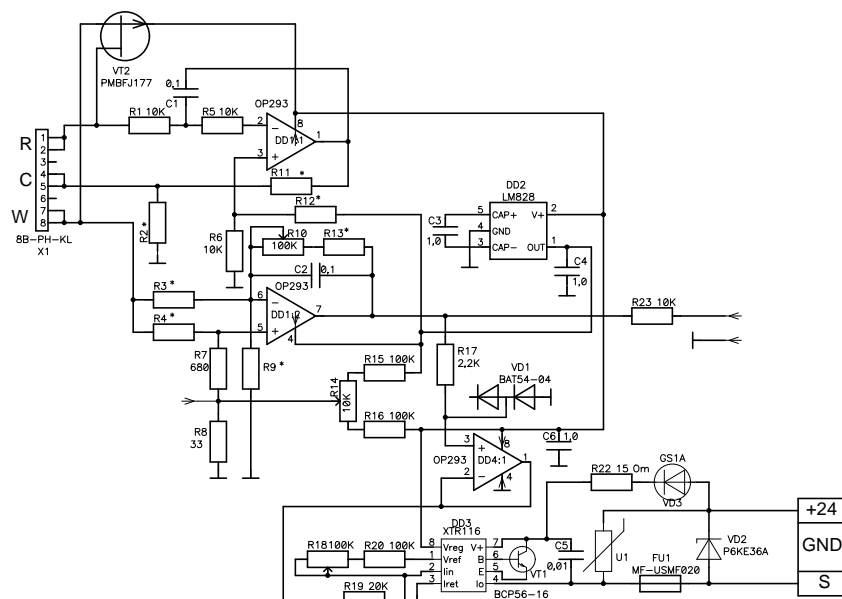 VT2
PMBFJ177
0,1
C1
R1 10K
R5 10K
OP293
2
8
1
DD1:1
3
R
C
W
1
2
3
4
5
6
7
8
8B-PH-KL
X1
R11 *
R12*
R2*
R6
10K
R10
100K
R13*
C2 0,1
OP293
6
7
DD1:2
5
4
R3*
R4*
R7
680
R9*
R8
33
R14
10K
R15 100K
R16 100K
DD2
LM828
5 CAP+ V+ 2
4 GND
3 CAP- OUT 1
C3
1,0
C4
1,0
R23 10K
R17
2,2K
VD1
BAT54-04
C6 1,0
3
8
OP293
DD4:1
1
2
4
R22 15 Om
GS1A
VD3
+24
GND
S
DD3
XTR116
8 Vreg V+ 7
1 Vref B 6
2 Iin E 5
3 Iret Io 4
R18 100K
R20 100K
R19 20K
VT1
BCP56-16
C5
0,01
U1
FU1
MF-USMF020
VD2
P6KE36A